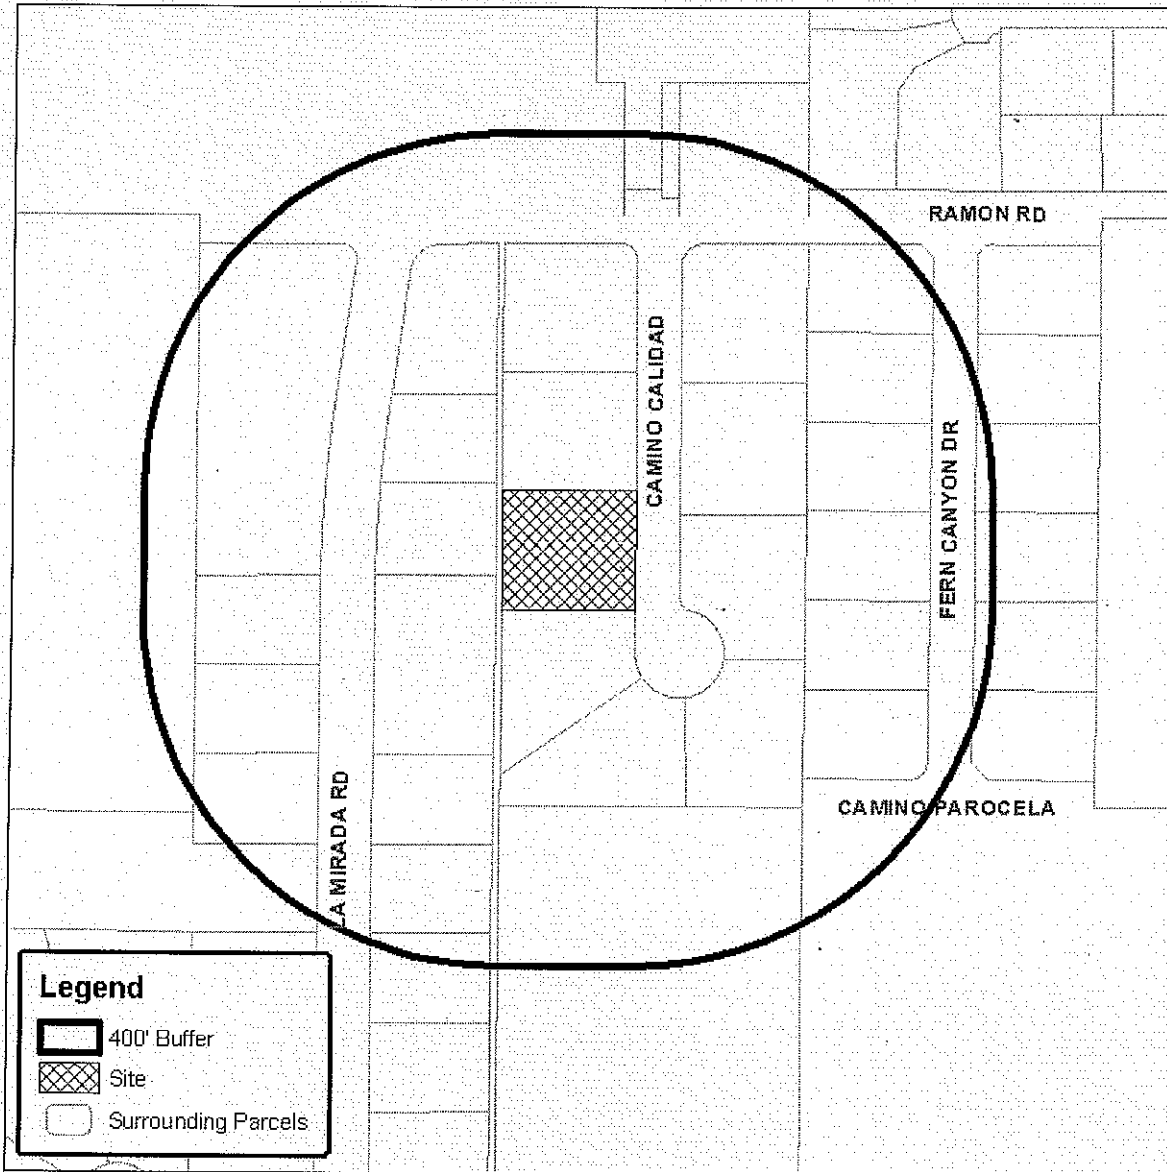 RAMON RD
CAMINO CALIDAD
FERN CANYON DR
LA MIRADA RD
CAMINO PAROCELA
Legend
400' Buffer
Site
Surrounding Parcels